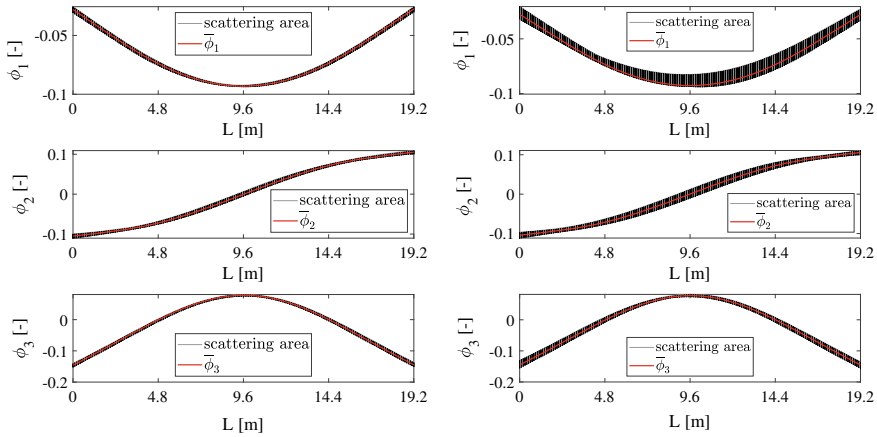 -0.05
-0.1
ϕ1 [-]
scattering area
ϕ̅1
0 4.8 9.6 14.4 19.2
L [m]
-0.05
-0.1
ϕ1 [-]
scattering area
ϕ̅1
0 4.8 9.6 14.4 19.2
L [m]
0.1
0
-0.1
ϕ2 [-]
scattering area
ϕ̅2
0 4.8 9.6 14.4 19.2
L [m]
0.1
0
-0.1
ϕ2 [-]
scattering area
ϕ̅2
0 4.8 9.6 14.4 19.2
L [m]
0
-0.1
-0.2
ϕ3 [-]
scattering area
ϕ̅3
0 4.8 9.6 14.4 19.2
L [m]
0
-0.1
-0.2
ϕ3 [-]
scattering area
ϕ̅3
0 4.8 9.6 14.4 19.2
L [m]